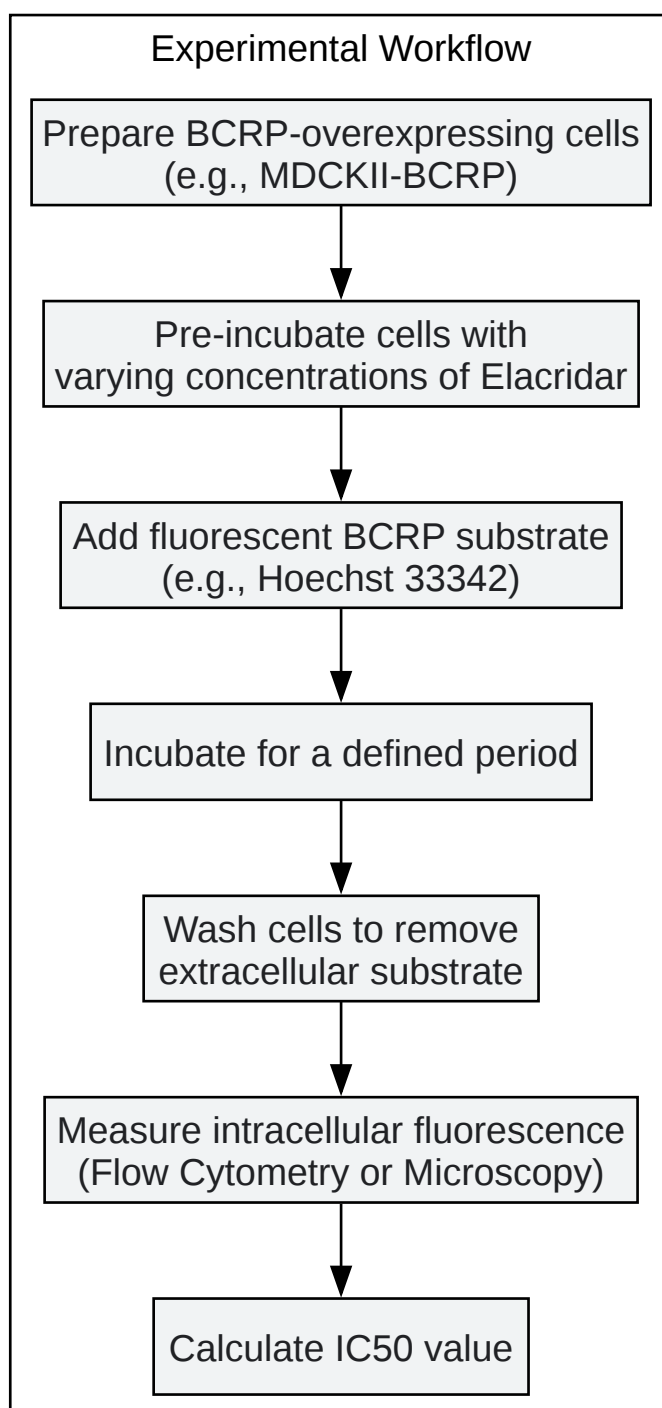 Experimental Workflow
Prepare BCRP-overexpressing cells
(e.g., MDCKII-BCRP)
Pre-incubate cells with
varying concentrations of Elacridar
Add fluorescent BCRP substrate
(e.g., Hoechst 33342)
Incubate for a defined period
Wash cells to remove
extracellular substrate
Measure intracellular fluorescence
(Flow Cytometry or Microscopy)
Calculate IC50 value